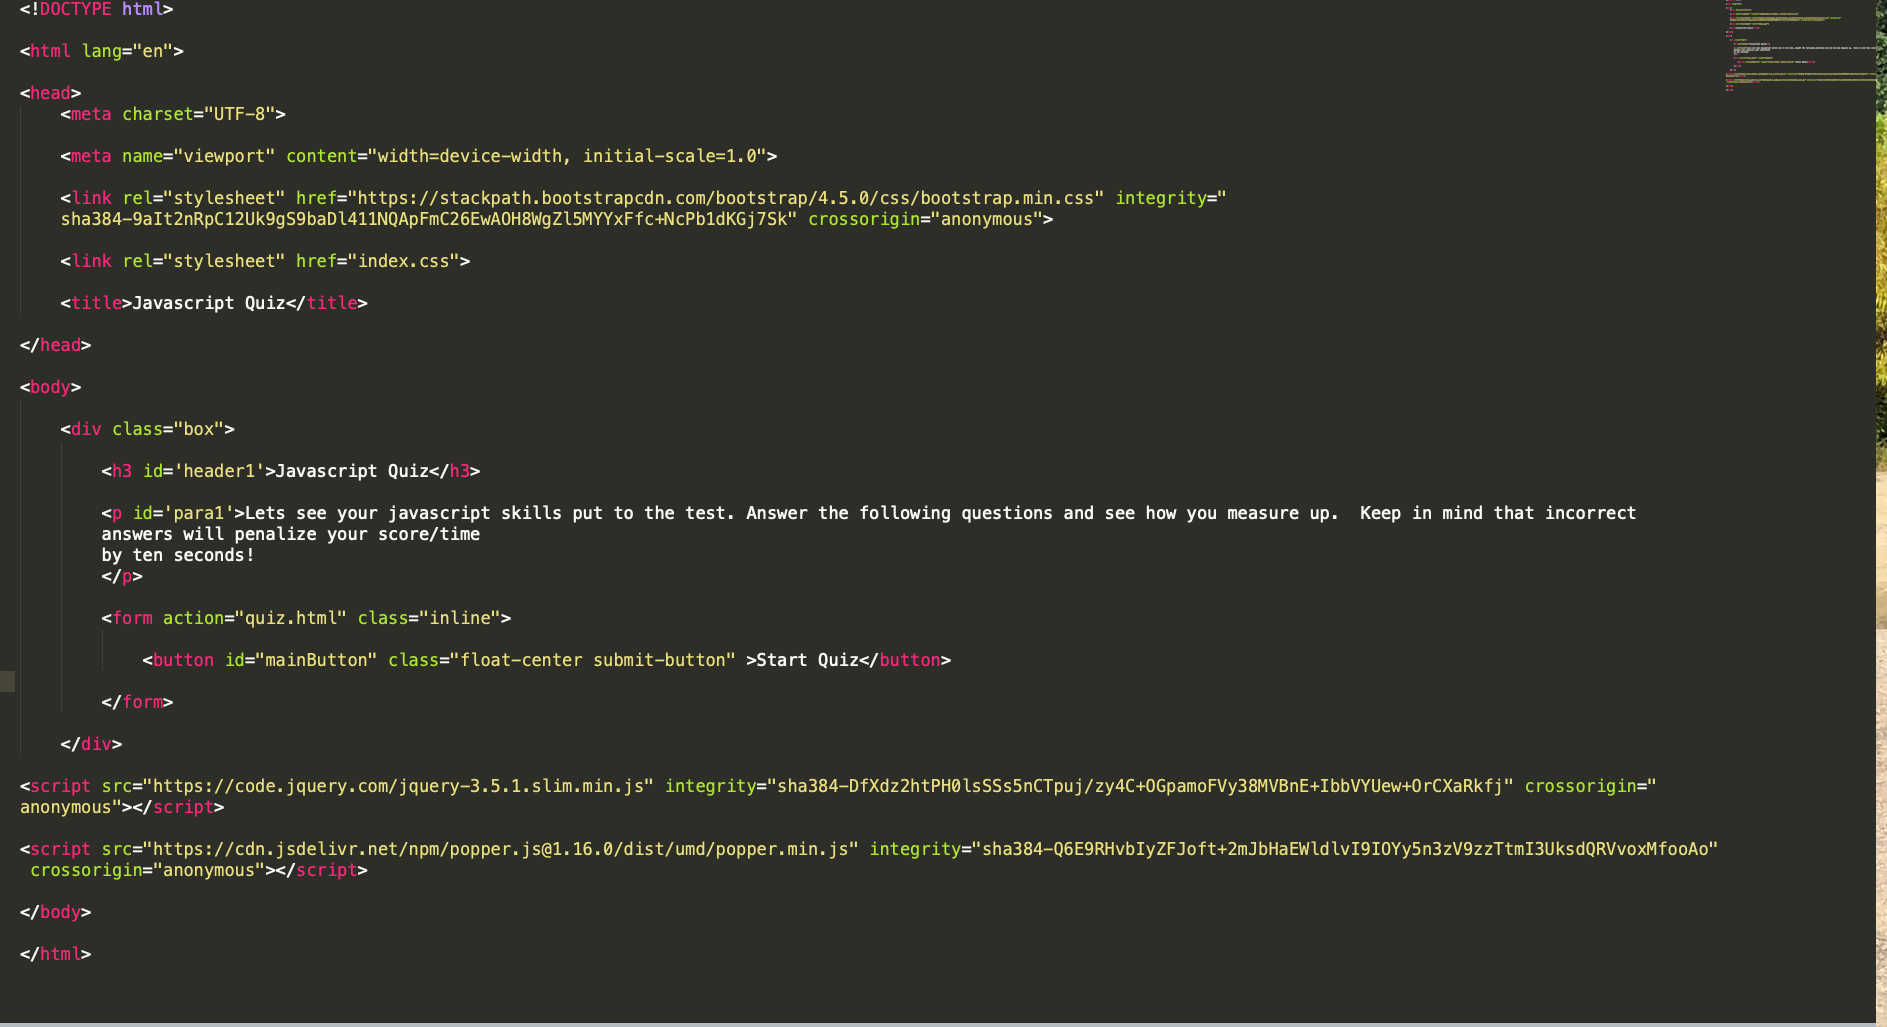 <!DOCTYPE html>
<html lang="en">
<head>
<meta charset="UTF-8">
<meta name="viewport" content="width=device-width, initial-scale=1.0">
<link rel="stylesheet" href="https://stackpath.bootstrapcdn.com/bootstrap/4.5.0/css/bootstrap.min.css" integrity="
sha384-9aIt2nRpC12Uk9gS9baDl411NQApFmC26EwAOH8WgZl5MYYxFfc+NcPb1dKGj7Sk" crossorigin="anonymous">
<link rel="stylesheet" href="index.css">
<title>Javascript Quiz</title>
</head>
<body>
<div class="box">
<h3 id='header1'>Javascript Quiz</h3>
<p id='para1'>Lets see your javascript skills put to the test. Answer the following questions and see how you measure up.  Keep in mind that incorrect
answers will penalize your score/time
by ten seconds!
</p>
<form action="quiz.html" class="inline">
<button id="mainButton" class="float-center submit-button" >Start Quiz</button>
</form>
</div>
<script src="https://code.jquery.com/jquery-3.5.1.slim.min.js" integrity="sha384-DfXdz2htPH0lsSSs5nCTpuj/zy4C+OGpamoFVy38MVBnE+IbbVYUew+OrCXaRkfj" crossorigin="
anonymous"></script>
<script src="https://cdn.jsdelivr.net/npm/popper.js@1.16.0/dist/umd/popper.min.js" integrity="sha384-Q6E9RHvbIyZFJoft+2mJbHaEWldlvI9IOYy5n3zV9zzTtmI3UksdQRVvoxMfooAo"
crossorigin="anonymous"></script>
</body>
</html>